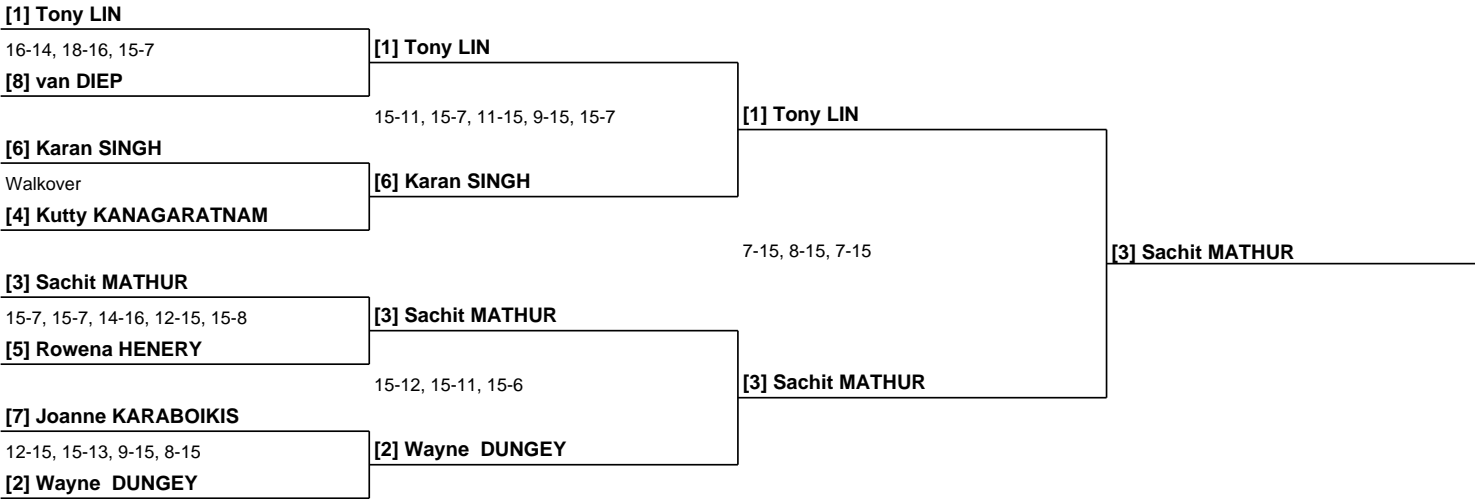 [1] Tony LIN
16-14, 18-16, 15-7
[8] van DIEP
[6] Karan SINGH
Walkover
[4] Kutty KANAGARATNAM
[3] Sachit MATHUR
15-7, 15-7, 14-16, 12-15, 15-8
[5] Rowena HENERY
[7] Joanne KARABOIKIS
12-15, 15-13, 9-15, 8-15
[2] Wayne  DUNGEY
[1] Tony LIN
15-11, 15-7, 11-15, 9-15, 15-7
[6] Karan SINGH
[3] Sachit MATHUR
15-12, 15-11, 15-6
[2] Wayne  DUNGEY
[1] Tony LIN
7-15, 8-15, 7-15
[3] Sachit MATHUR
[3] Sachit MATHUR